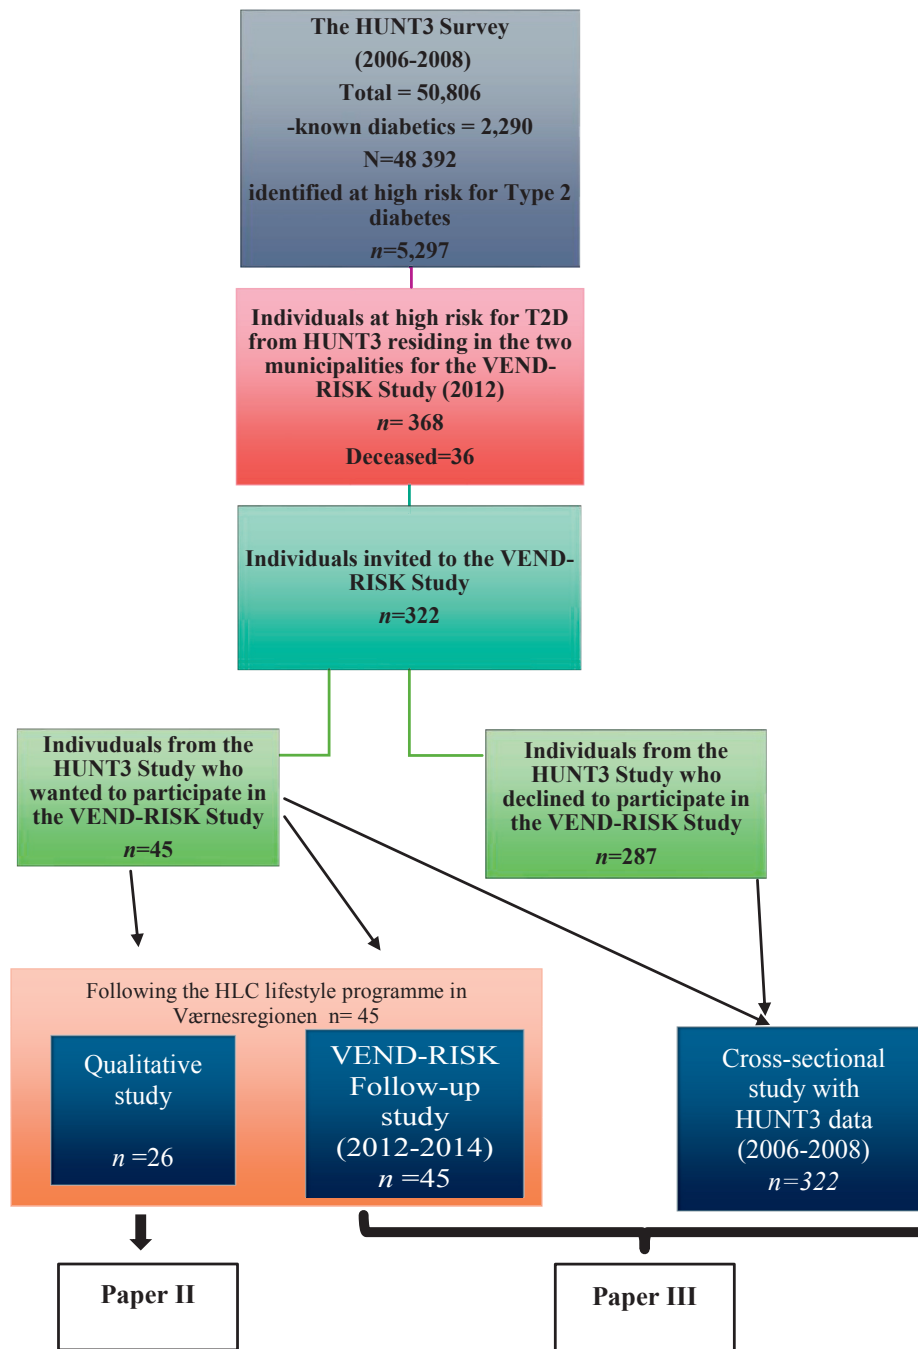 The HUNT3 Survey
(2006-2008)
Total = 50,806
-known diabetics = 2,290
N=48 392
identified at high risk for Type 2
diabetes
n=5,297
Individuals at high risk for T2D
from HUNT3 residing in the two
municipalities for the VEND-
RISK Study (2012)
n= 368
Deceased=36
Individuals invited to the VEND-
RISK Study
n=322
Indivuduals from the
HUNT3 Study who
wanted to participate in
the VEND-RISK Study
n=45
Individuals from the
HUNT3 Study who
declined to participate in
the VEND-RISK Study
n=287
Following the HLC lifestyle programme in
Værnesregionen n= 45
Qualitative
study
n =26
VEND-RISK
Follow-up
study
(2012-2014)
n =45
Cross-sectional
study with
HUNT3 data
(2006-2008)
n=322
Paper II
Paper III